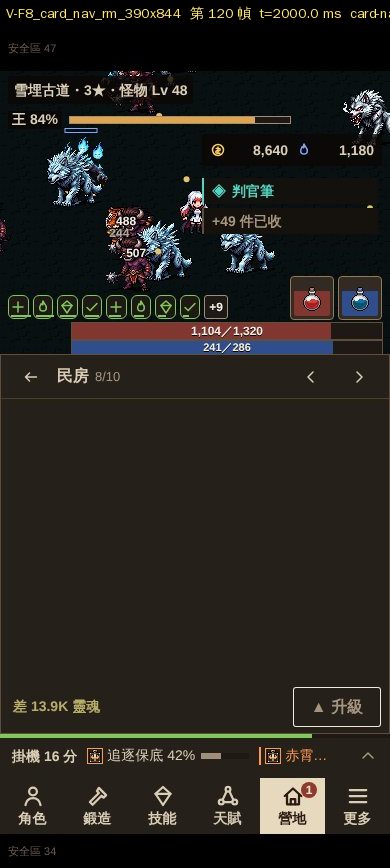 V-F8_card_nav_rm_390x844 第 120 幀 t=2000.0 ms card-na
安全區 47
雪埋古道・3★・怪物 Lv 48
王 84%
8,640 1,180
判官筆
+49 件已收
488
244
507
+9
1,104／1,320
241／286
← 民房 8/10
差 13.9K 靈魂
▲ 升級
掛機 16 分 追逐保底 42% 赤霄…
角色 鍛造 技能 天賦 營地 1 更多
安全區 34